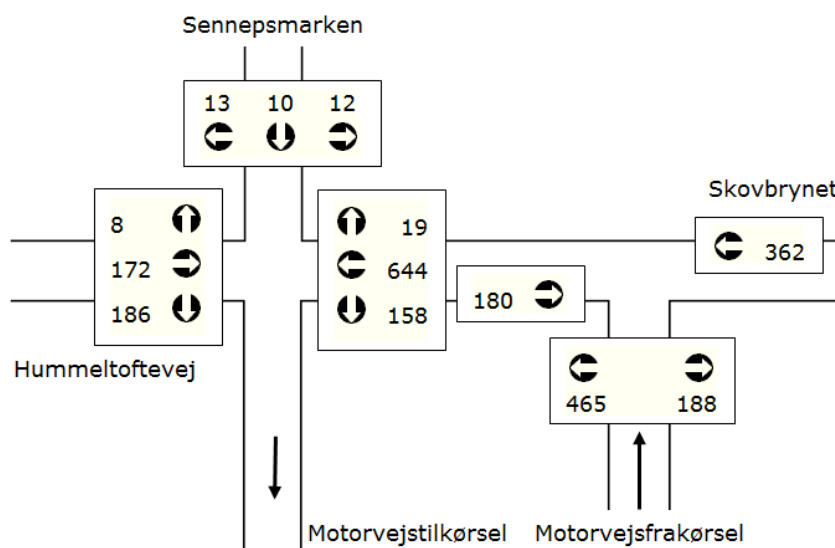 Sennepsmarken
13 10 12
Skovbrynet
8
172
186
19
644
158
180
362
Hummeltoftevej
465 188
Motorvejstilkørsel
Motorvejsfrakørsel